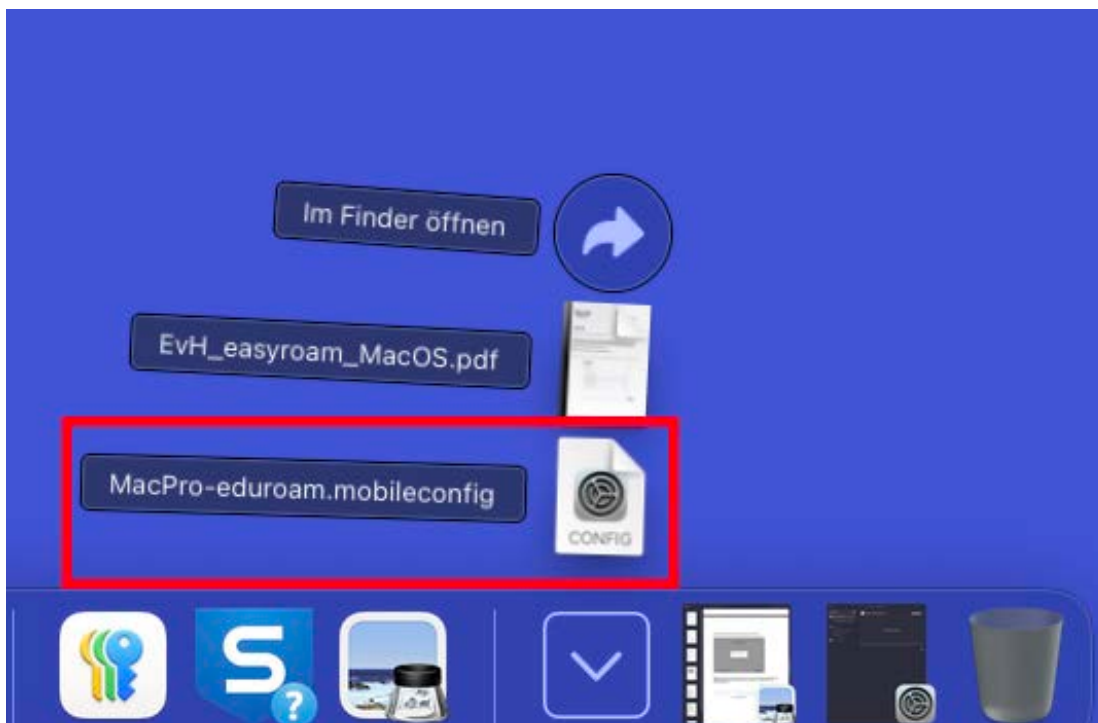 Im Finder öffnen
EvH_easyroam_MacOS.pdf
MacPro-eduroam.mobileconfig
CONFIG
S
?